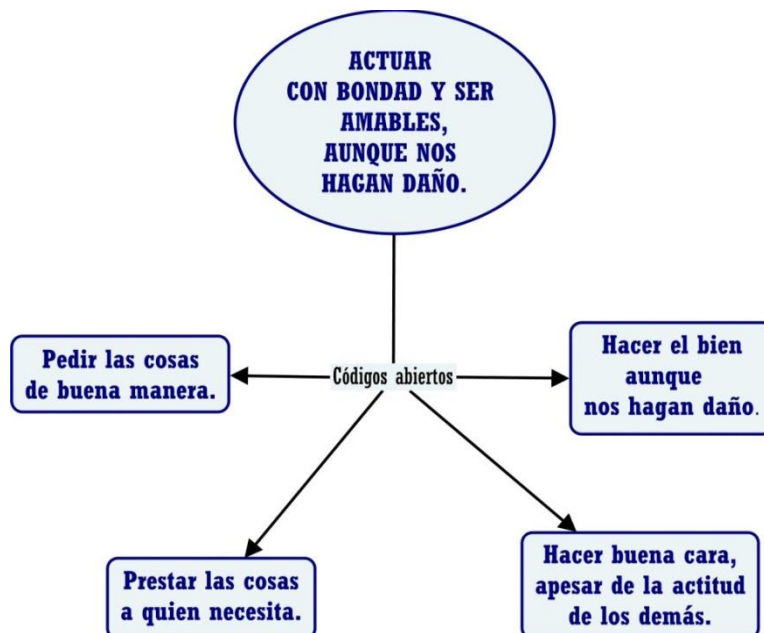 ACTUAR
CON BONDAD Y SER
AMABLES,
AUNQUE NOS
HAGAN DAÑO.
Pedir las cosas
de buena manera.
Códigos abiertos
Hacer el bien
aunque
nos hagan daño.
Prestar las cosas
a quien necesita.
Hacer buena cara,
apesar de la actitud
de los demás.